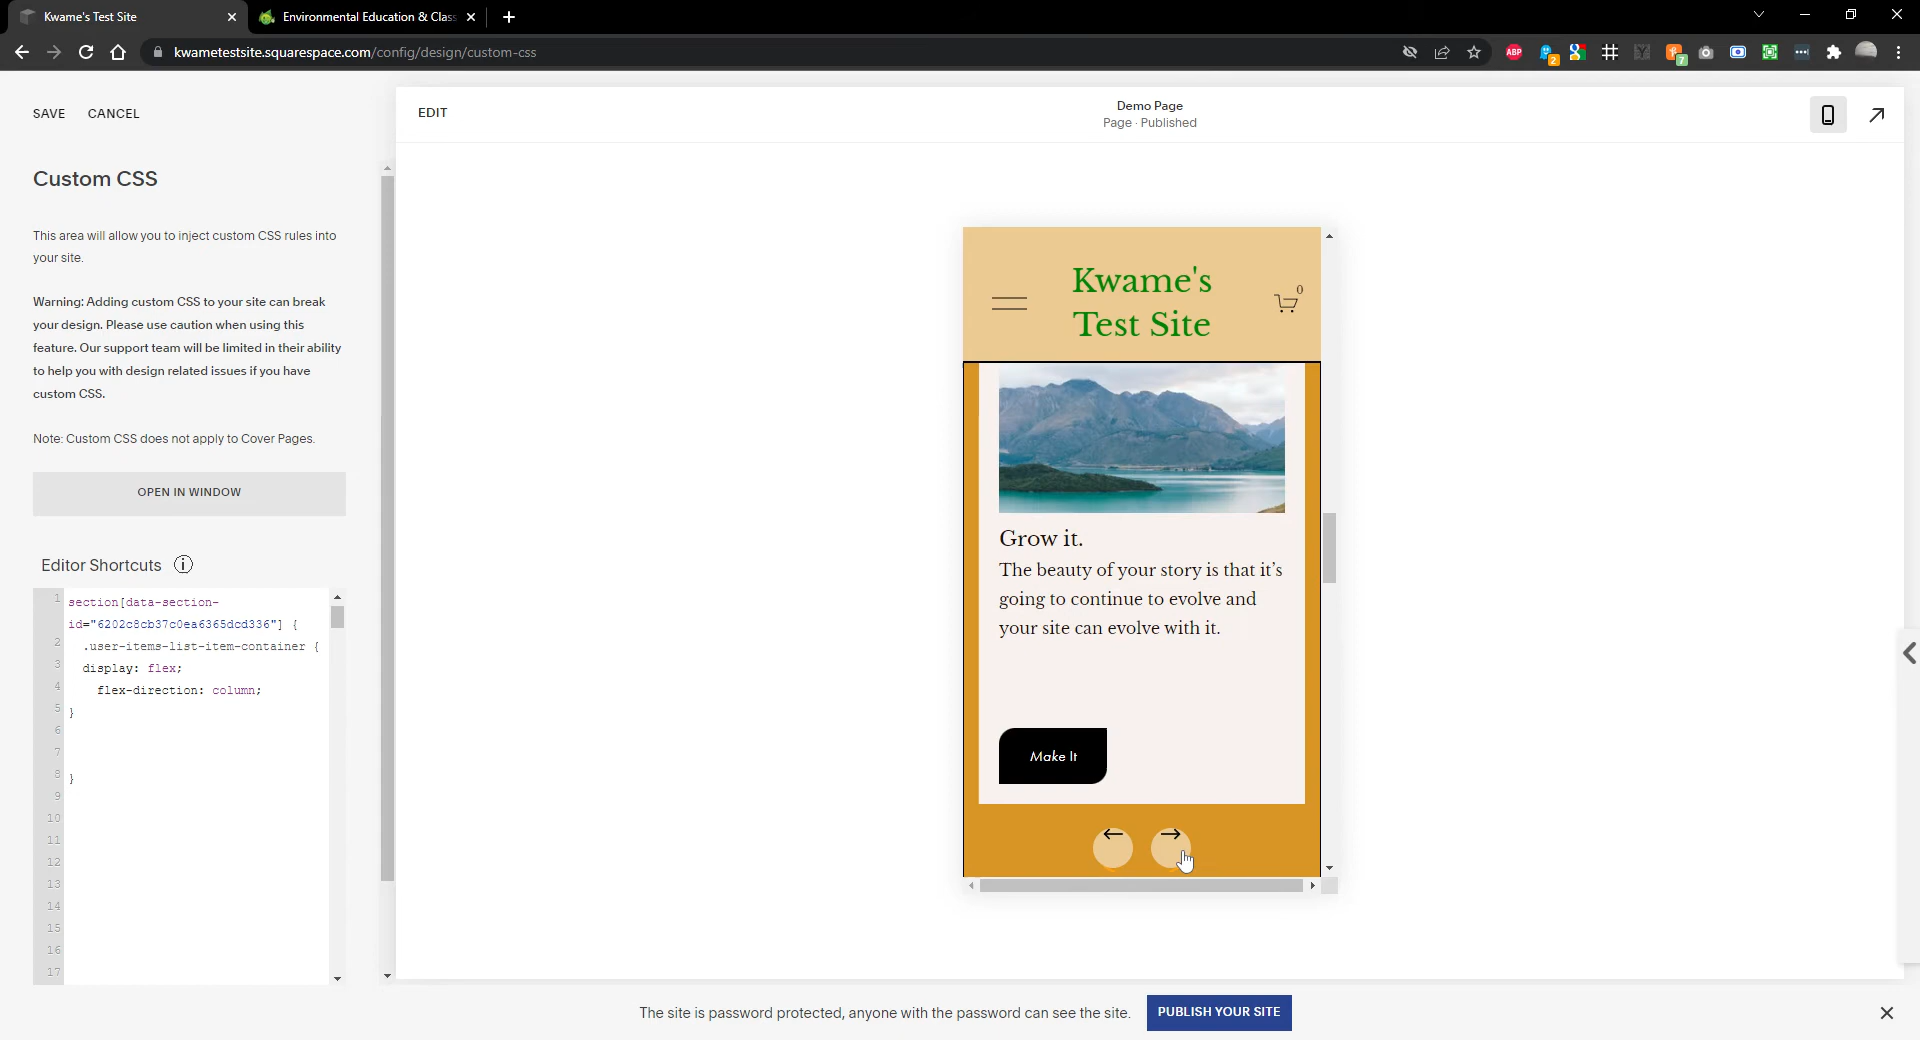 Kwame's Test Site
Environmental Education & Clas
kwametestsite.squarespace.com/config/design/custom-css
ABP
2
7
SAVE
CANCEL
EDIT
Demo Page
Page · Published
Custom CSS
This area will allow you to inject custom CSS rules into
your site.
Warning: Adding custom CSS to your site can break
your design. Please use caution when using this
feature. Our support team will be limited in their ability
to help you with design related issues if you have
custom CSS.
Note: Custom CSS does not apply to Cover Pages.
OPEN IN WINDOW
Editor Shortcuts
1 section[data-section-
id="6202c8cb37c0ea6365dcd336"] {
2 .user-items-list-item-container {
3 display: flex;
4 flex-direction: column;
5 }
6
7
8 }
9
10
11
12
13
14
15
16
17
Kwame's
Test Site
0
Grow it.
The beauty of your story is that it's
going to continue to evolve and
your site can evolve with it.
Make It
The site is password protected, anyone with the password can see the site.
PUBLISH YOUR SITE